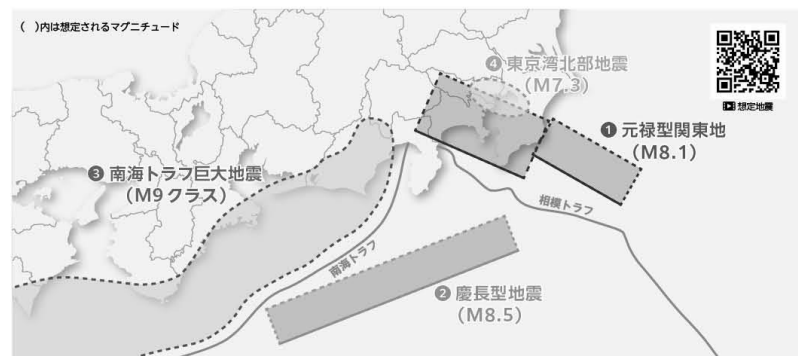 ( )内は想定されるマグニチュード
④東京湾北部地震
(M7.3)
▶想定地震
①元禄型関東地
(M8.1)
③南海トラフ巨大地震
(M9クラス)
相模トラフ
南海トラフ
②慶長型地震
(M8.5)